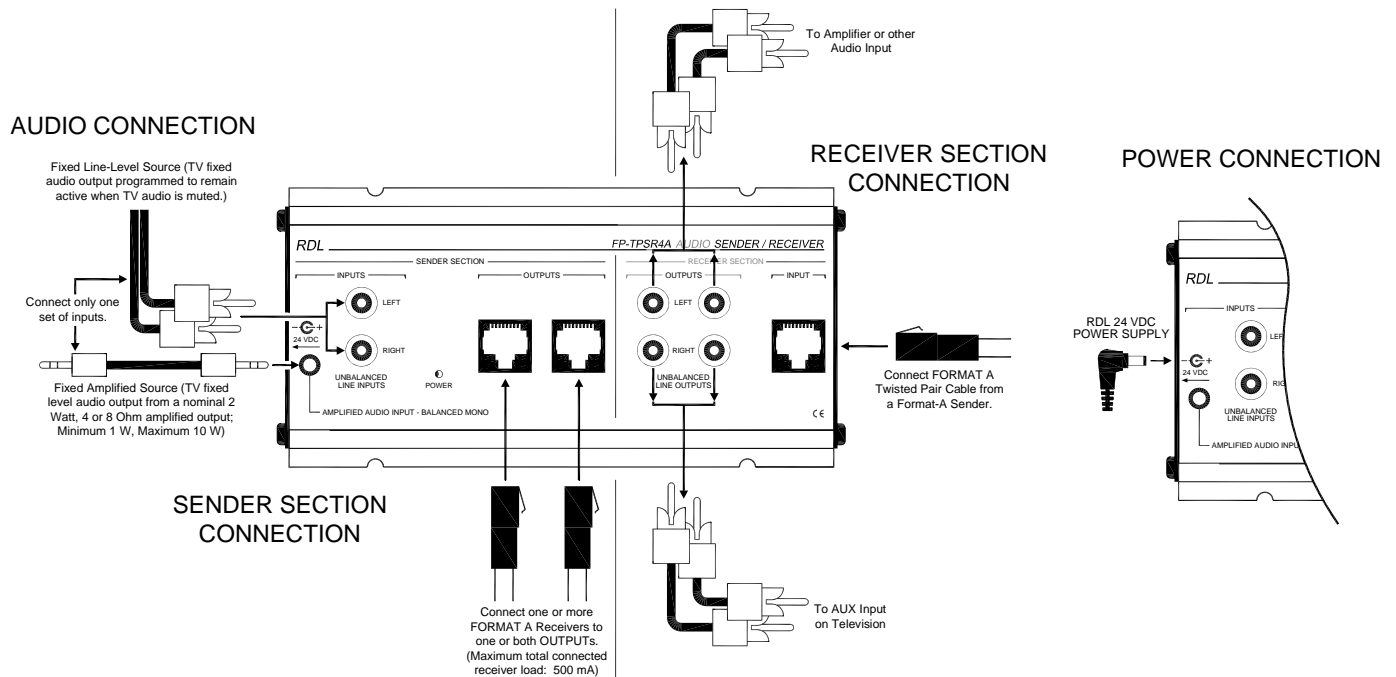 To Amplifier or other
Audio Input
AUDIO CONNECTION
Fixed Line-Level Source (TV fixed
audio output programmed to remain
active when TV audio is muted.)
Connect only one
set of inputs.
Fixed Amplified Source (TV fixed
level audio output from a nominal 2
Watt, 4 or 8 Ohm amplified output;
Minimum 1 W, Maximum 10 W)
SENDER SECTION
CONNECTION
RDL
FP-TPSR4A AUDIO SENDER / RECEIVER
SENDER SECTION
INPUTS
OUTPUTS
LEFT
- +
24 VDC
RIGHT
UNBALANCED
LINE INPUTS
POWER
AMPLIFIED AUDIO INPUT - BALANCED MONO
RECEIVER SECTION
OUTPUTS
INPUT
LEFT
RIGHT
UNBALANCED
LINE OUTPUTS
CE
Connect one or more
FORMAT A Receivers to
one or both OUTPUTs.
(Maximum total connected
receiver load: 500 mA)
To AUX Input
on Television
RECEIVER SECTION
CONNECTION
Connect FORMAT A
Twisted Pair Cable from
a Format-A Sender.
POWER CONNECTION
RDL 24 VDC
POWER SUPPLY
RDL
INPUTS
LEF
- +
24 VDC
RIG
UNBALANCED
LINE INPUTS
AMPLIFIED AUDIO INPU